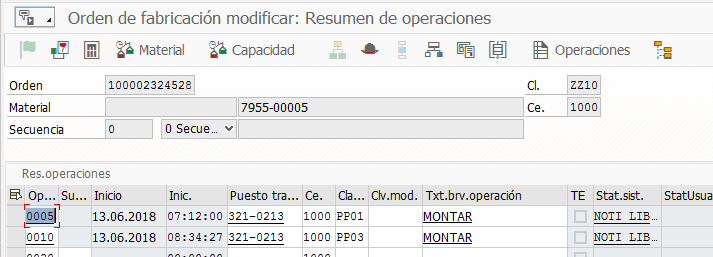 Orden de fabricación modificar: Resumen de operaciones
Material Capacidad Operaciones
Orden 100002324528 Cl. ZZ10
Material 7955-00005 Ce. 1000
Secuencia 0 0 Secue...
Res.operaciones
Op... Su... Inicio Inic. Puesto tra... Ce. Cla... Clv.mod. Txt.brv.operación TE Stat.sist. StatUsua
0005 13.06.2018 07:12:00 321-0213 1000 PP01 MONTAR NOTI LIB...
0010 13.06.2018 08:34:27 321-0213 1000 PP03 MONTAR NOTI LIB...